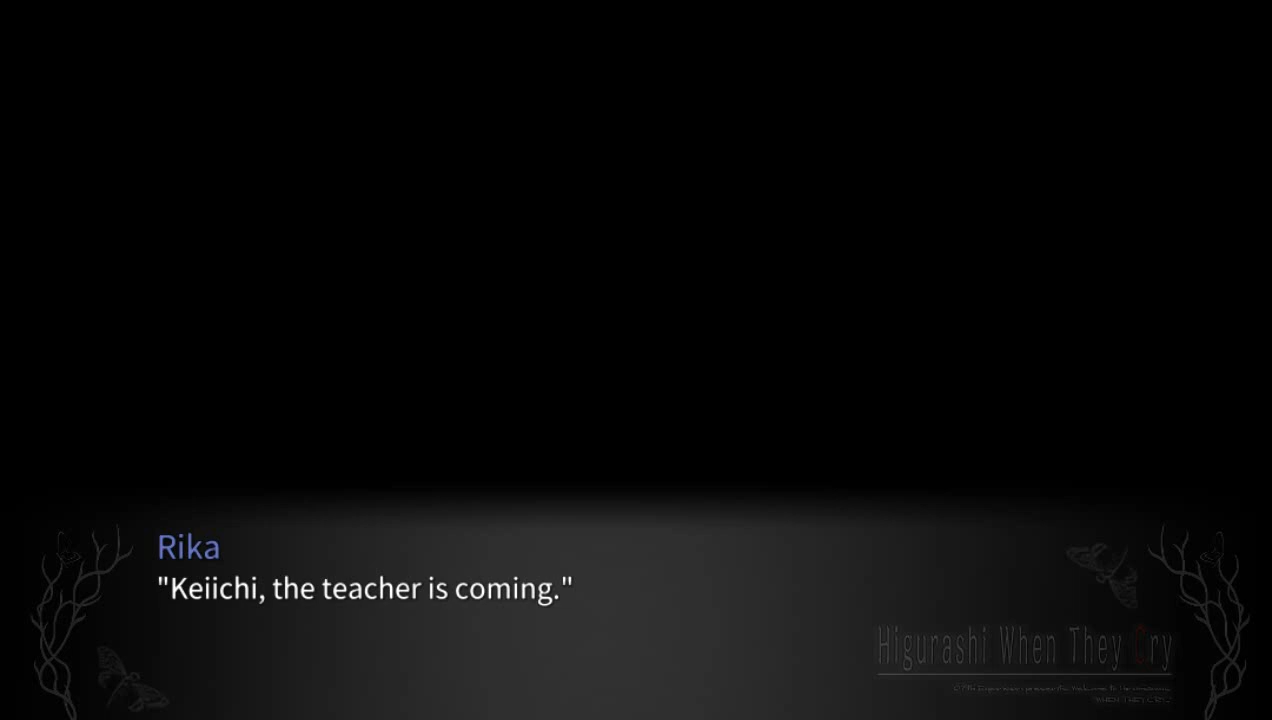 Rika
"Keiichi, the teacher is coming."
Higurashi When They Cry